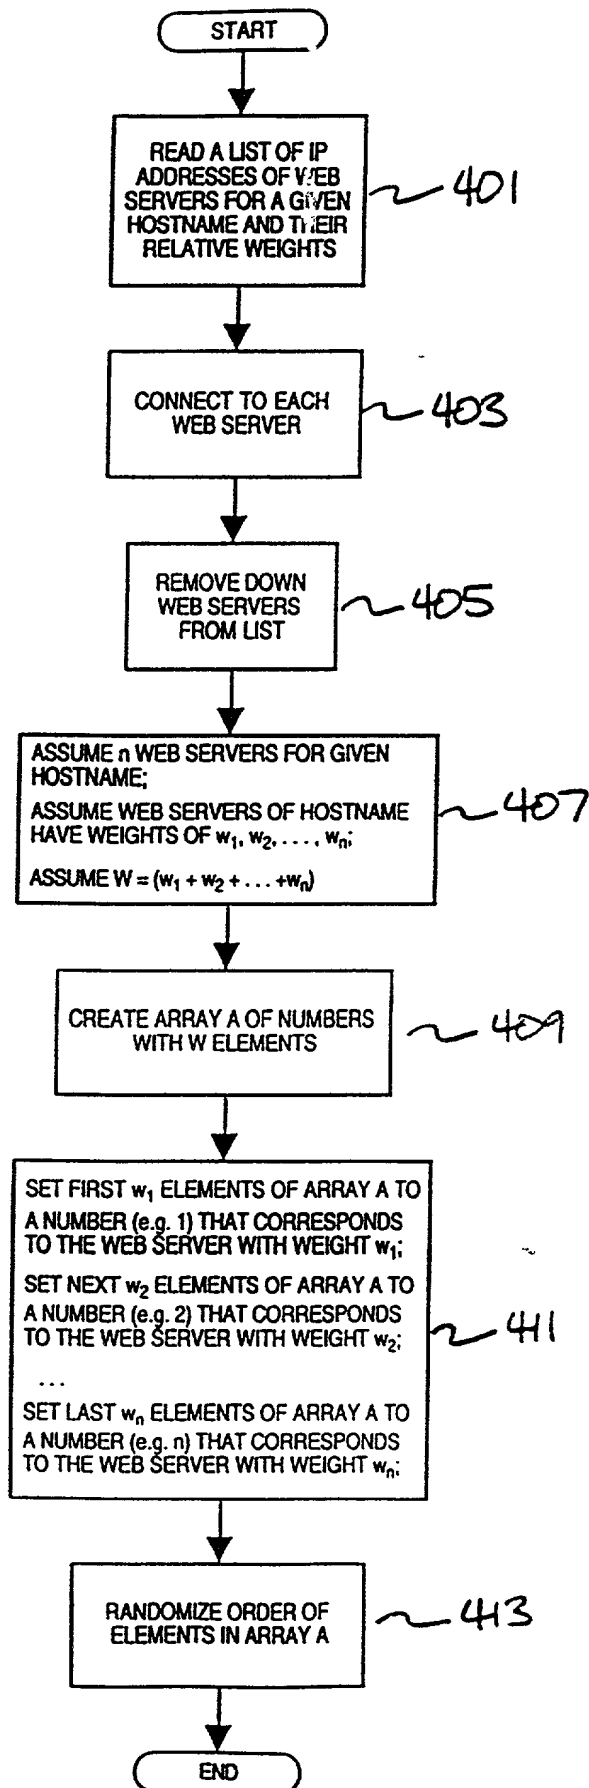 START
READ A LIST OF IP
ADDRESSES OF WEB
SERVERS FOR A GIVEN
HOSTNAME AND THEIR
RELATIVE WEIGHTS
401
CONNECT TO EACH
WEB SERVER
403
REMOVE DOWN
WEB SERVERS
FROM LIST
405
ASSUME n WEB SERVERS FOR GIVEN
HOSTNAME;
ASSUME WEB SERVERS OF HOSTNAME
HAVE WEIGHTS OF w₁, w₂, . . . , wₙ;
ASSUME W = (w₁ + w₂ + . . . +wₙ)
407
CREATE ARRAY A OF NUMBERS
WITH W ELEMENTS
409
SET FIRST w₁ ELEMENTS OF ARRAY A TO
A NUMBER (e.g. 1) THAT CORRESPONDS
TO THE WEB SERVER WITH WEIGHT w₁;
SET NEXT w₂ ELEMENTS OF ARRAY A TO
A NUMBER (e.g. 2) THAT CORRESPONDS
TO THE WEB SERVER WITH WEIGHT w₂;
. . .
SET LAST wₙ ELEMENTS OF ARRAY A TO
A NUMBER (e.g. n) THAT CORRESPONDS
TO THE WEB SERVER WITH WEIGHT wₙ;
411
RANDOMIZE ORDER OF
ELEMENTS IN ARRAY A
413
END